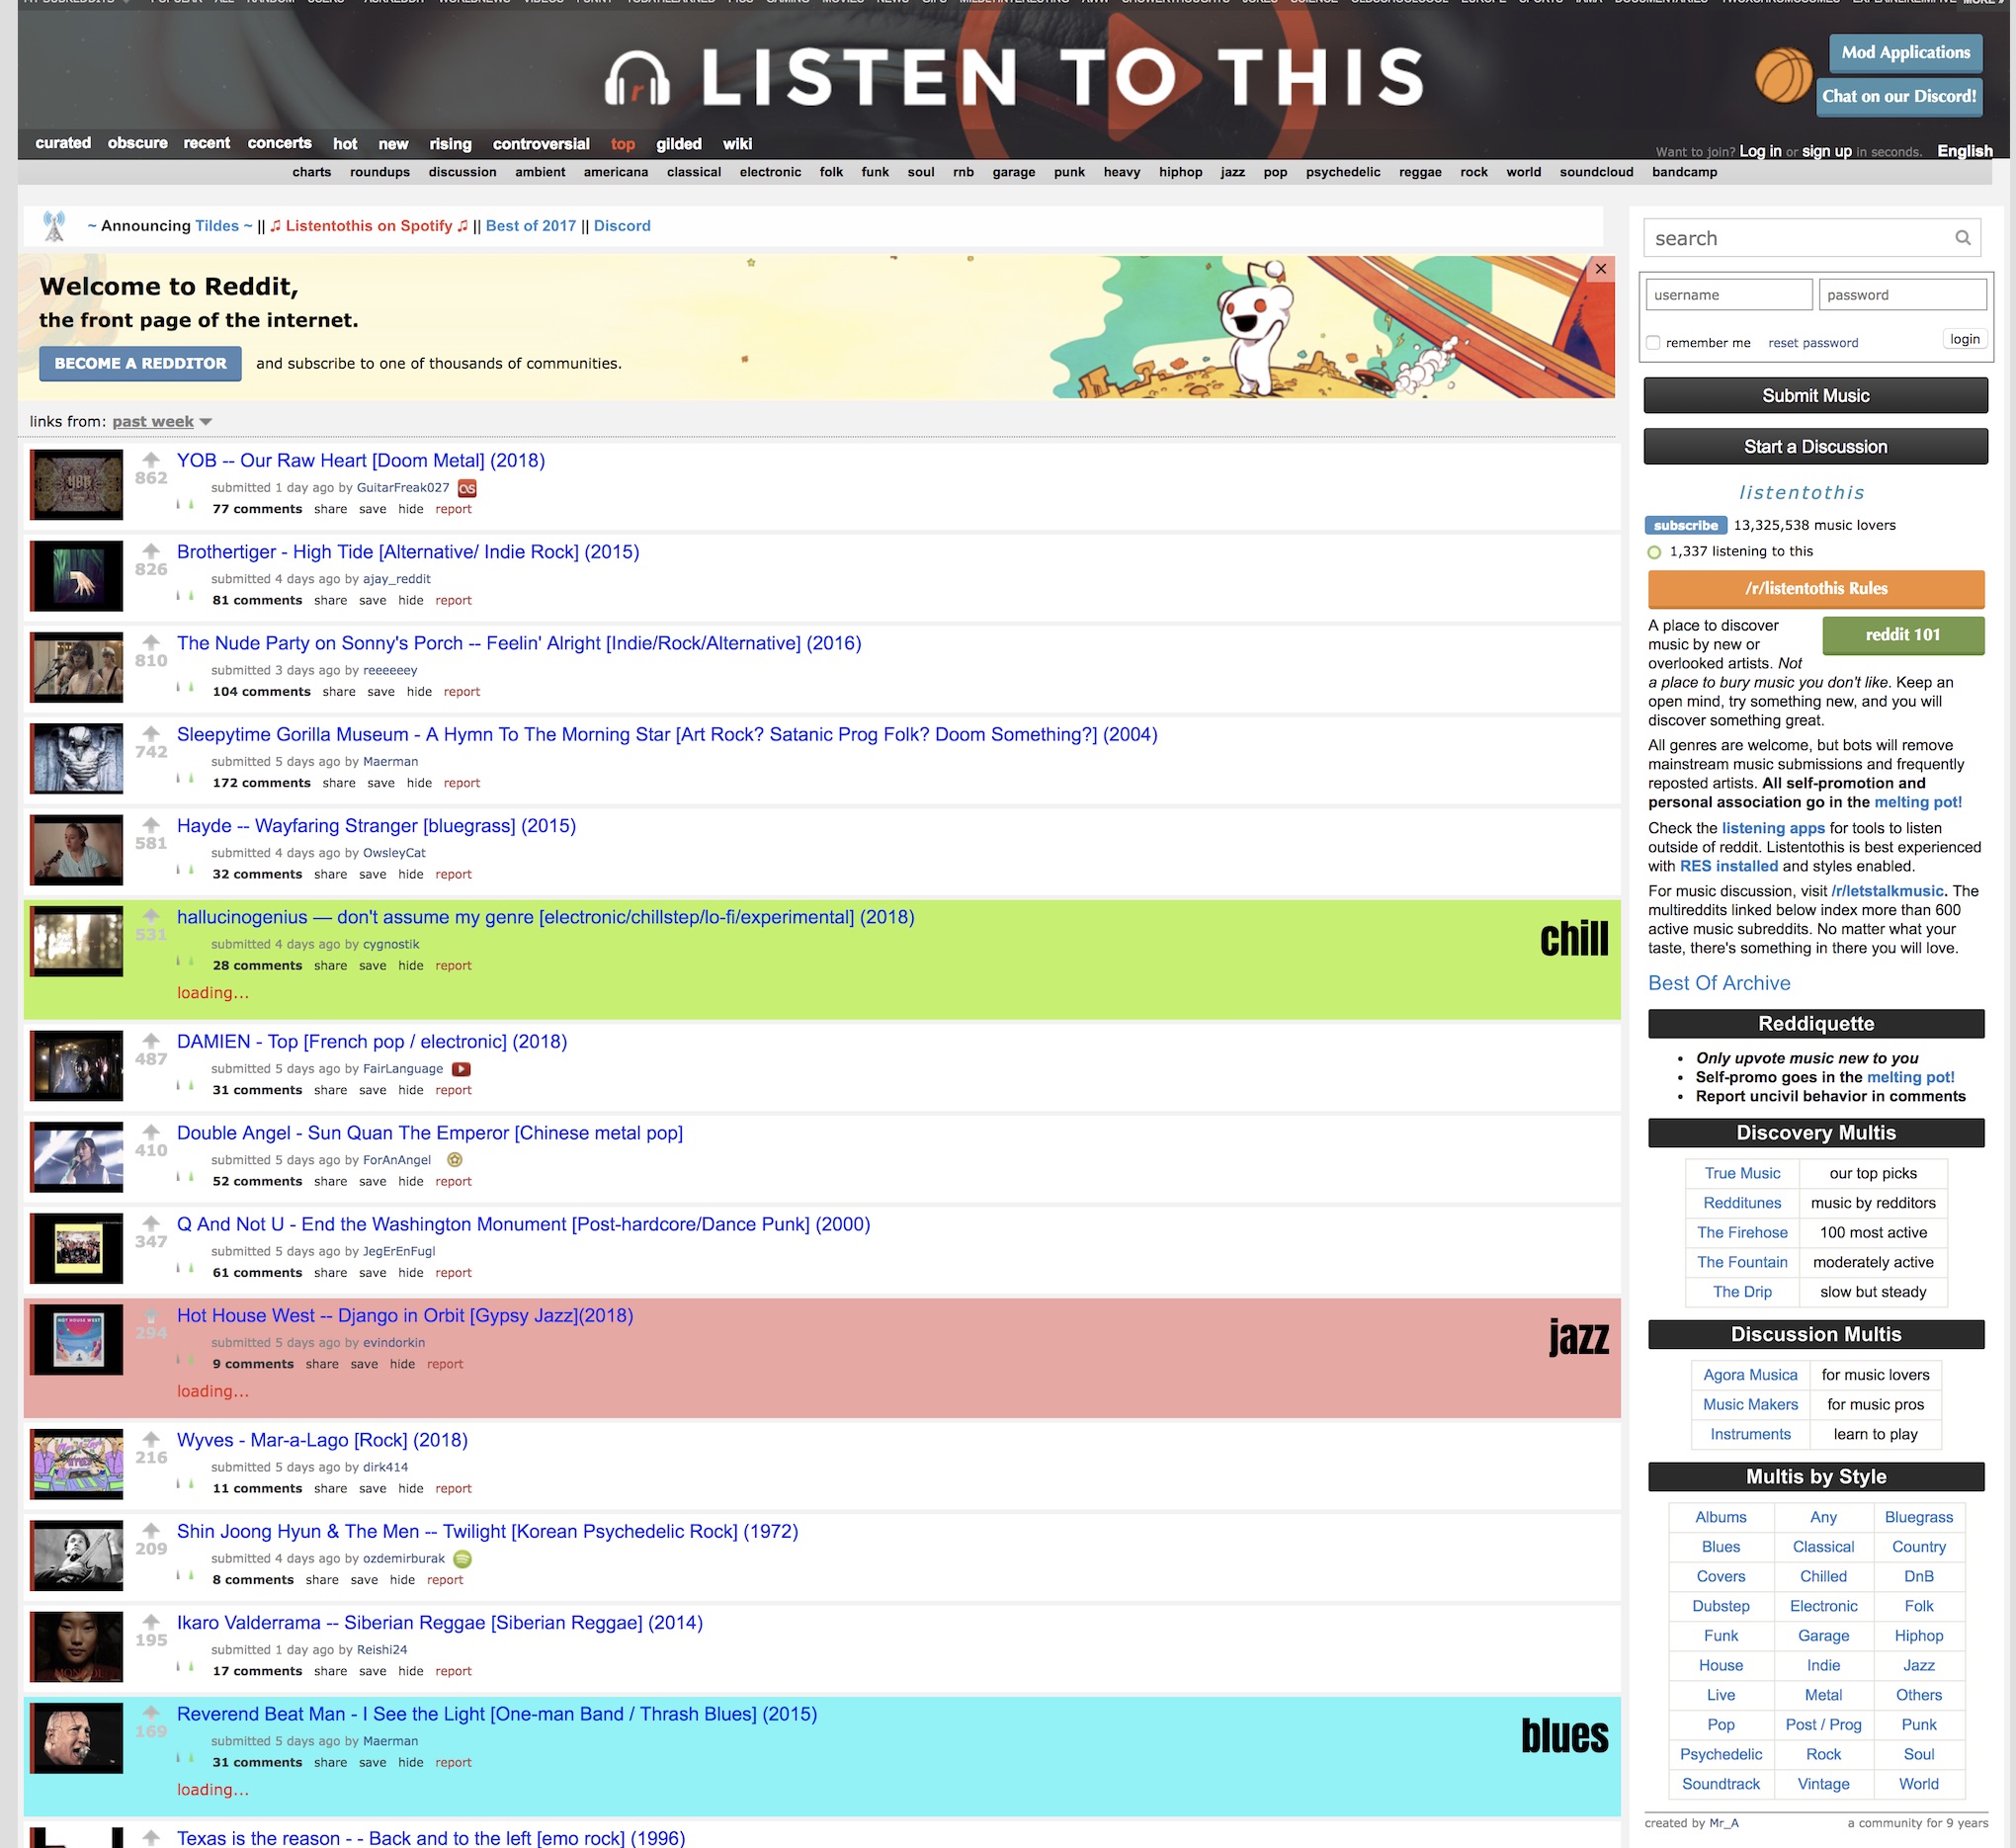 LISTEN TO THIS
Mod Applications
Chat on our Discord!
curated obscure recent concerts hot new rising controversial top gilded wiki
Want to join? Log in or sign up in seconds. English
charts roundups discussion ambient americana classical electronic folk funk soul rnb garage punk heavy hiphop jazz pop psychedelic reggae rock world soundcloud bandcamp
~ Announcing Tildes ~ || ♫ Listentothis on Spotify ♫ || Best of 2017 || Discord
Welcome to Reddit,
the front page of the internet.
BECOME A REDDITOR and subscribe to one of thousands of communities.
links from: past week
YOB -- Our Raw Heart [Doom Metal] (2018)
862
submitted 1 day ago by GuitarFreak027
77 comments share save hide report
Brothertiger - High Tide [Alternative/ Indie Rock] (2015)
826
submitted 4 days ago by ajay_reddit
81 comments share save hide report
The Nude Party on Sonny's Porch -- Feelin' Alright [Indie/Rock/Alternative] (2016)
810
submitted 3 days ago by reeeeeey
104 comments share save hide report
Sleepytime Gorilla Museum - A Hymn To The Morning Star [Art Rock? Satanic Prog Folk? Doom Something?] (2004)
742
submitted 5 days ago by Maerman
172 comments share save hide report
Hayde -- Wayfaring Stranger [bluegrass] (2015)
581
submitted 4 days ago by OwsleyCat
32 comments share save hide report
hallucinogenius — don't assume my genre [electronic/chillstep/lo-fi/experimental] (2018)
531
chill
submitted 4 days ago by cygnostik
28 comments share save hide report
loading...
DAMIEN - Top [French pop / electronic] (2018)
487
submitted 5 days ago by FairLanguage
31 comments share save hide report
Double Angel - Sun Quan The Emperor [Chinese metal pop]
410
submitted 5 days ago by ForAnAngel
52 comments share save hide report
Q And Not U - End the Washington Monument [Post-hardcore/Dance Punk] (2000)
347
submitted 5 days ago by JegErEnFugl
61 comments share save hide report
Hot House West -- Django in Orbit [Gypsy Jazz](2018)
294
jazz
submitted 5 days ago by evindorkin
9 comments share save hide report
loading...
Wyves - Mar-a-Lago [Rock] (2018)
216
submitted 5 days ago by dirk414
11 comments share save hide report
Shin Joong Hyun & The Men -- Twilight [Korean Psychedelic Rock] (1972)
209
submitted 4 days ago by ozdemirburak
8 comments share save hide report
Ikaro Valderrama -- Siberian Reggae [Siberian Reggae] (2014)
195
submitted 1 day ago by Reishi24
17 comments share save hide report
Reverend Beat Man - I See the Light [One-man Band / Thrash Blues] (2015)
169
blues
submitted 5 days ago by Maerman
31 comments share save hide report
loading...
Texas is the reason - - Back and to the left [emo rock] (1996)
search
username password
remember me reset password login
Submit Music
Start a Discussion
listentothis
subscribe 13,325,538 music lovers
1,337 listening to this
/r/listentothis Rules
reddit 101
A place to discover
music by new or
overlooked artists. Not
a place to bury music you don't like. Keep an
open mind, try something new, and you will
discover something great.
All genres are welcome, but bots will remove
mainstream music submissions and frequently
reposted artists. All self-promotion and
personal association go in the melting pot!
Check the listening apps for tools to listen
outside of reddit. Listentothis is best experienced
with RES installed and styles enabled.
For music discussion, visit /r/letstalkmusic. The
multireddits linked below index more than 600
active music subreddits. No matter what your
taste, there's something in there you will love.
Best Of Archive
Reddiquette
• Only upvote music new to you
• Self-promo goes in the melting pot!
• Report uncivil behavior in comments
Discovery Multis
True Music our top picks
Redditunes music by redditors
The Firehose 100 most active
The Fountain moderately active
The Drip slow but steady
Discussion Multis
Agora Musica for music lovers
Music Makers for music pros
Instruments learn to play
Multis by Style
Albums Any Bluegrass
Blues Classical Country
Covers Chilled DnB
Dubstep Electronic Folk
Funk Garage Hiphop
House Indie Jazz
Live Metal Others
Pop Post / Prog Punk
Psychedelic Rock Soul
Soundtrack Vintage World
created by Mr_A a community for 9 years